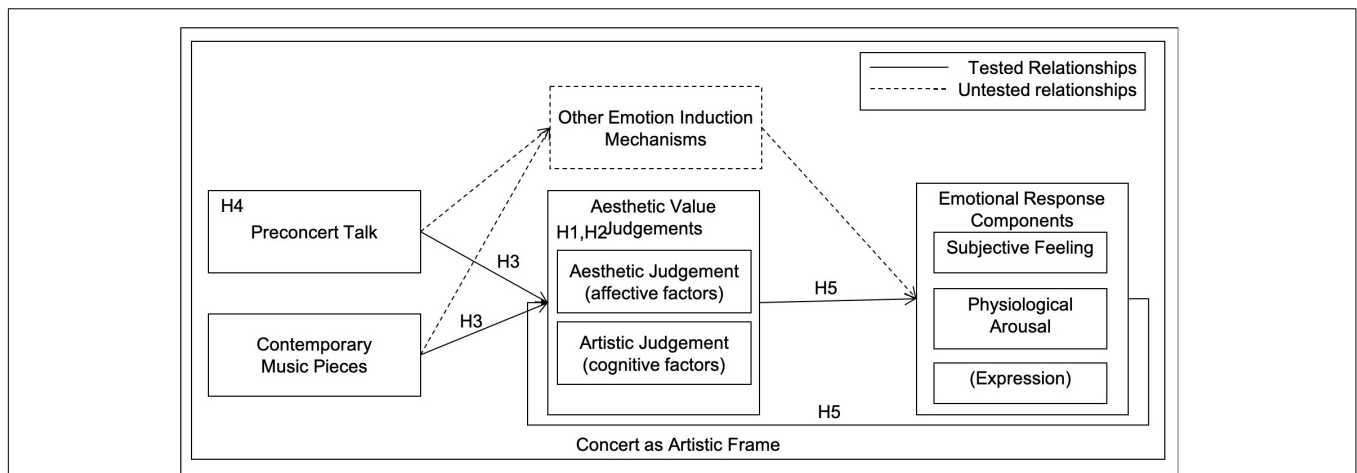 Tested Relationships
Untested relationships
Other Emotion Induction
Mechanisms
H4
Preconcert Talk
Contemporary
Music Pieces
H3
H3
Aesthetic Value
Judgements
H1,H2
Aesthetic Judgement
(affective factors)
Artistic Judgement
(cognitive factors)
H5
Emotional Response
Components
Subjective Feeling
Physiological
Arousal
(Expression)
H5
Concert as Artistic Frame